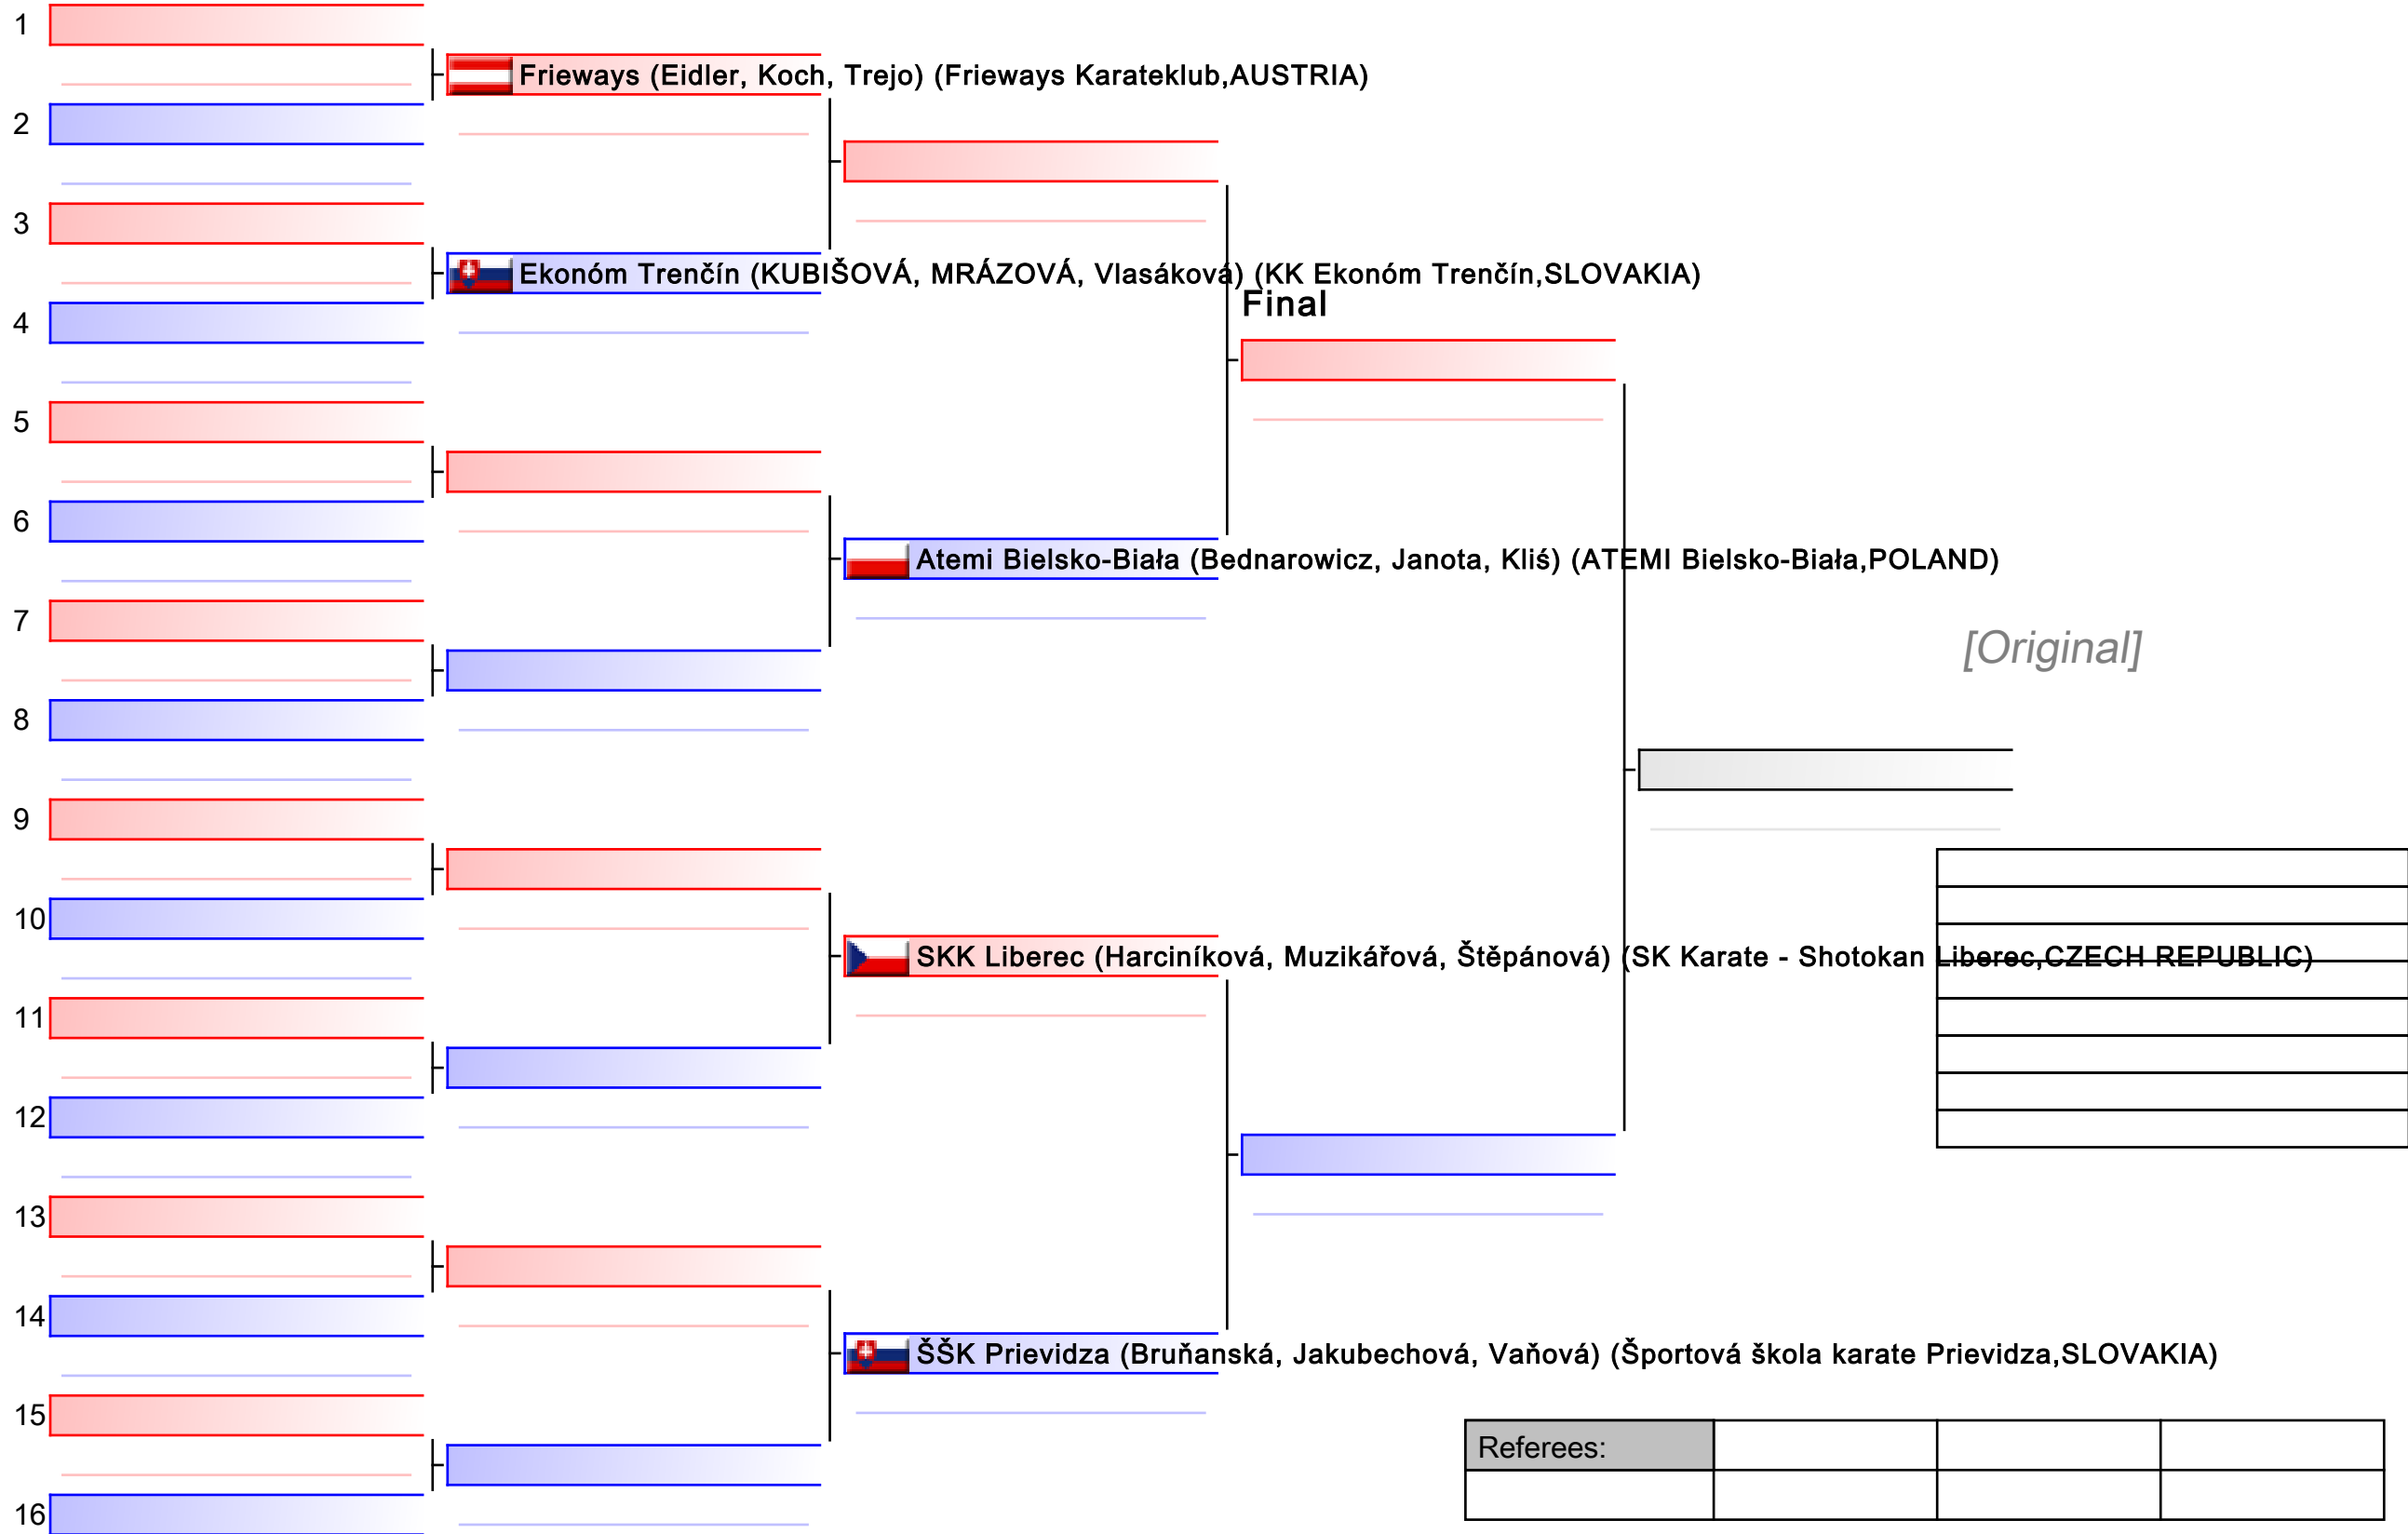 1
Frieways (Eidler, Koch, Trejo) (Frieways Karateklub,AUSTRIA)
2
3
Ekonóm Trenčín (KUBIŠOVÁ, MRÁZOVÁ, Vlasáková) (KK Ekonóm Trenčín,SLOVAKIA)
Final
4
5
6
Atemi Bielsko-Biała (Bednarowicz, Janota, Kliś) (ATEMI Bielsko-Biała,POLAND)
7
[Original]
8
9
10
SKK Liberec (Harciníková, Muzikářová, Štěpánová) (SK Karate - Shotokan Liberec,CZECH REPUBLIC)
11
12
13
14
ŠŠK Prievidza (Bruňanská, Jakubechová, Vaňová) (Športová škola karate Prievidza,SLOVAKIA)
15
Referees:
16